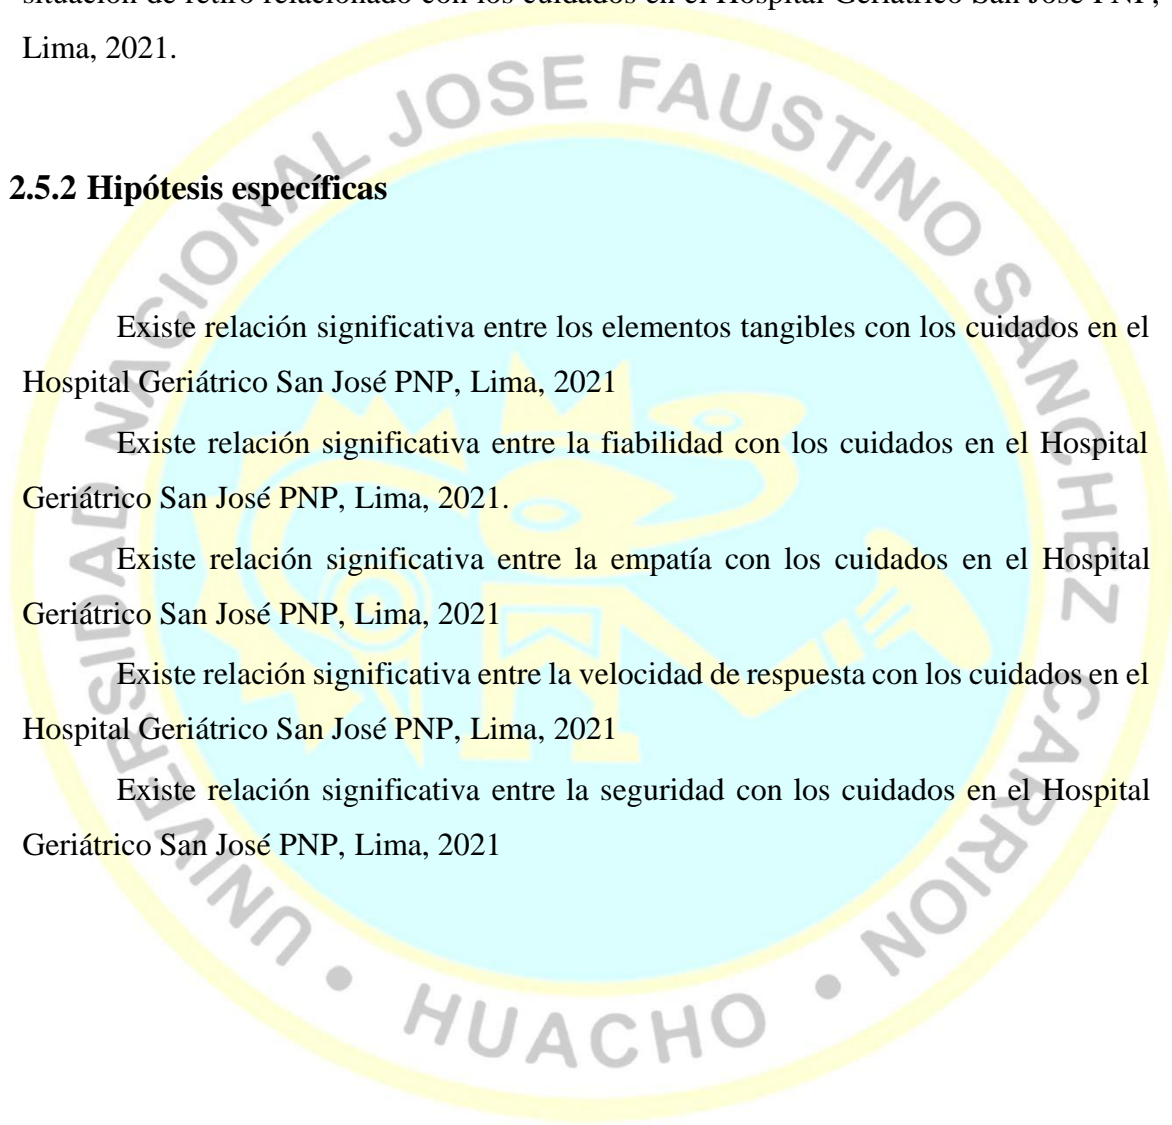 situación de retiro relacionado con los cuidados en el Hospital Geriátrico San José PNP,
Lima, 2021.
2.5.2 Hipótesis específicas
Existe relación significativa entre los elementos tangibles con los cuidados en el
Hospital Geriátrico San José PNP, Lima, 2021
Existe relación significativa entre la fiabilidad con los cuidados en el Hospital
Geriátrico San José PNP, Lima, 2021.
Existe relación significativa entre la empatía con los cuidados en el Hospital
Geriátrico San José PNP, Lima, 2021
Existe relación significativa entre la velocidad de respuesta con los cuidados en el
Hospital Geriátrico San José PNP, Lima, 2021
Existe relación significativa entre la seguridad con los cuidados en el Hospital
Geriátrico San José PNP, Lima, 2021
UNIVERSIDAD NACIONAL JOSE FAUSTINO SANCHEZ CARRION
• HUACHO •